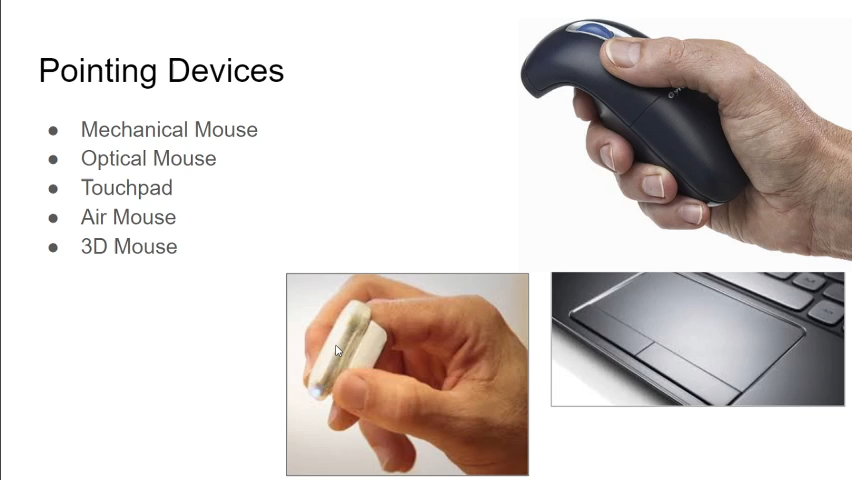 Pointing Devices
● Mechanical Mouse
● Optical Mouse
● Touchpad
● Air Mouse
● 3D Mouse